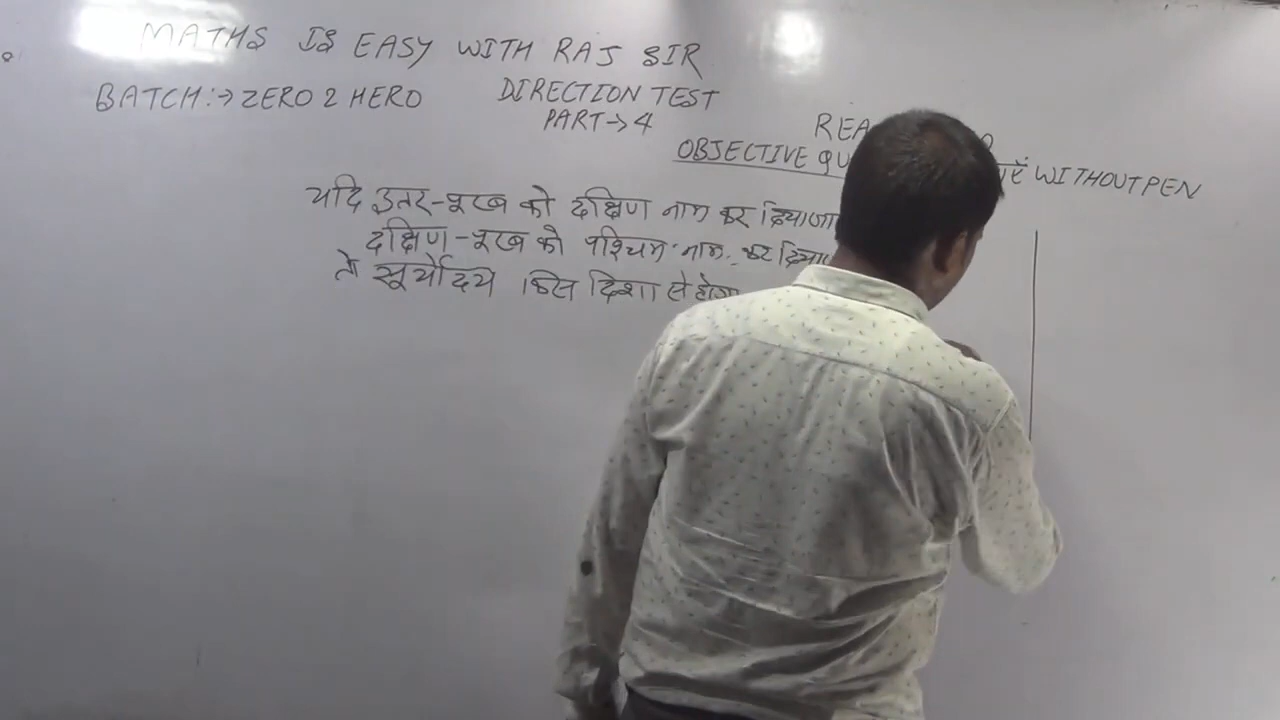 MATHS IS EASY WITH RAJ SIR
BATCH:→ZERO 2 HERO
DIRECTION TEST
PART→4
REA
OBJECTIVE QU
WITHOUT PEN
यदि उत्तर-पूरब को दक्षिण नाम कर दिया जा
दक्षिण-पूरब को पश्चिम नाम कर दिया
तो सूर्योदय किस दिशा से होगा